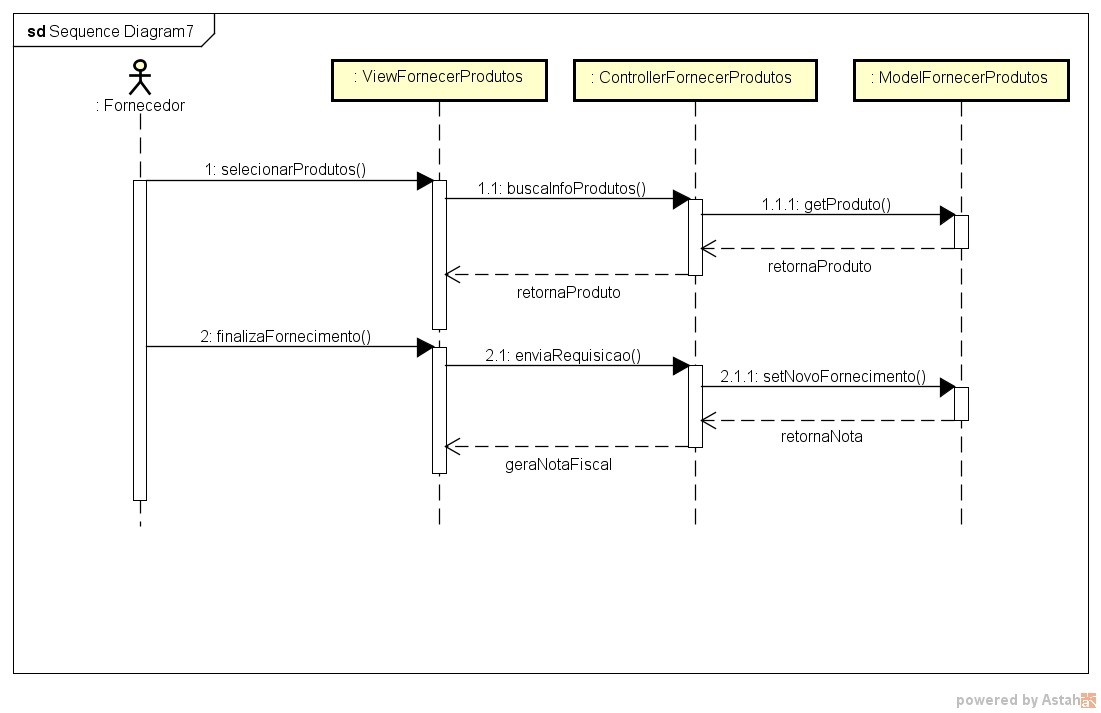 sd Sequence Diagram7
: Fornecedor
: ViewFornecerProdutos
: ControllerFornecerProdutos
: ModelFornecerProdutos
1: selecionarProdutos()
1.1: buscaInfoProdutos()
1.1.1: getProduto()
retornaProduto
retornaProduto
2: finalizaFornecimento()
2.1: enviaRequisicao()
2.1.1: setNovoFornecimento()
retornaNota
geraNotaFiscal
powered by Astah